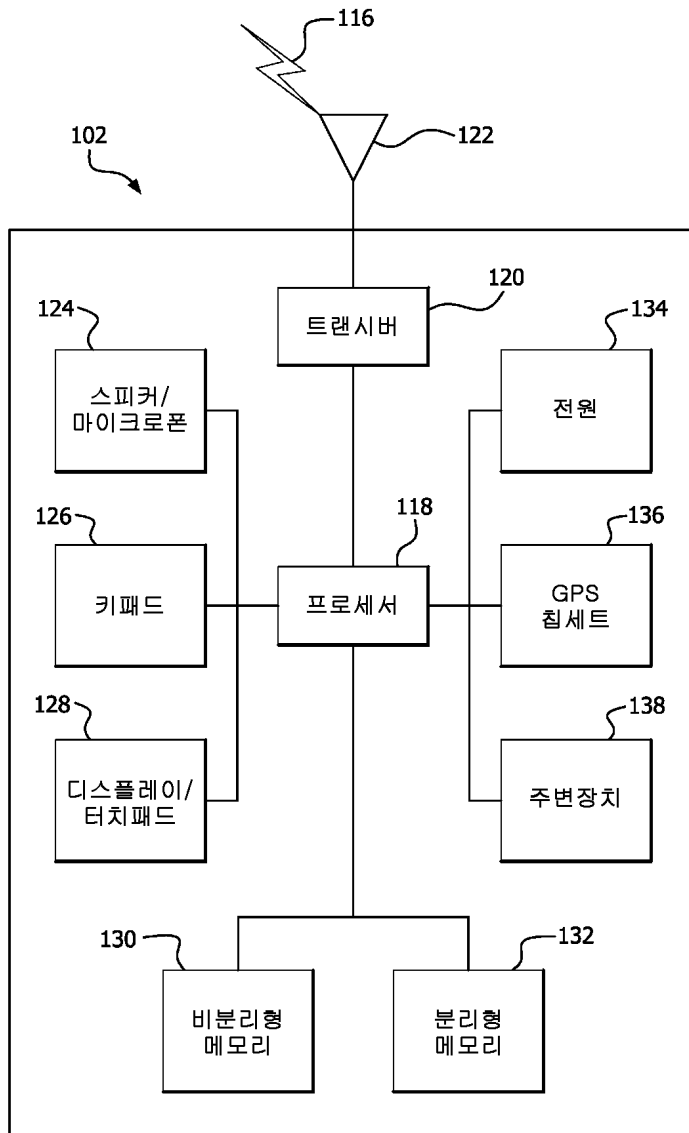 116
122
102
120
트랜시버
124
스피커/
마이크로폰
134
전원
126
키패드
118
프로세서
136
GPS
칩세트
128
디스플레이/
터치패드
138
주변장치
130
비분리형
메모리
132
분리형
메모리